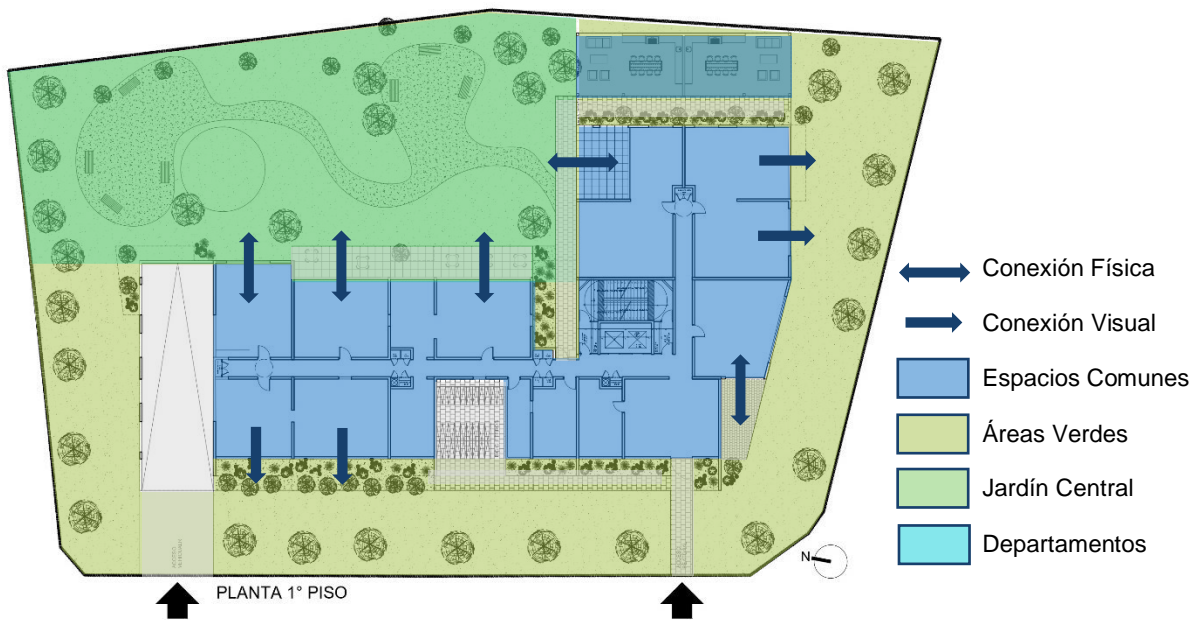 Conexión Física
Conexión Visual
Espacios Comunes
Áreas Verdes
Jardín Central
Departamentos
N
PLANTA 1° PISO